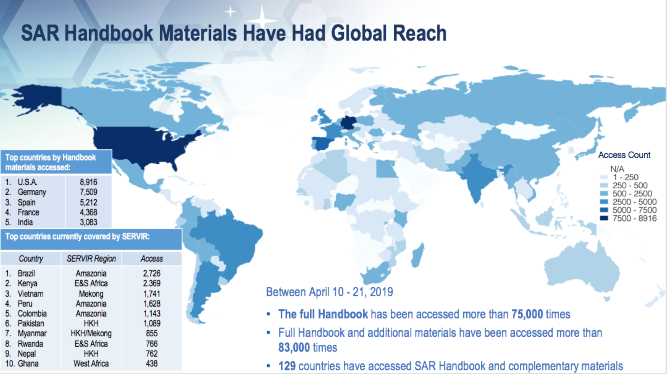 SAR Handbook Materials Have Had Global Reach
Top countries by Handbook
materials accessed:
1. U.S.A. 8,916
2. Germany 7,509
3. Spain 5,212
4. France 4,368
5. India 3,083
Top countries currently covered by SERVIR:
Country SERVIR Region Access
1. Brazil Amazonia 2,726
2. Kenya E&S Africa 2.369
3. Vietnam Mekong 1,741
4. Peru Amazonia 1,628
5. Colombia Amazonia 1,143
6. Pakistan HKH 1,089
7. Myanmar HKH/Mekong 855
8. Rwanda E&S Africa 766
9. Nepal HKH 762
10. Ghana West Africa 438
Access Count
N/A
1 - 250
250 - 500
500 - 2500
2500 - 5000
5000 - 7500
7500 - 8916
Between April 10 - 21, 2019
• The full Handbook has been accessed more than 75,000 times
• Full Handbook and additional materials have been accessed more than
83,000 times
• 129 countries have accessed SAR Handbook and complementary materials